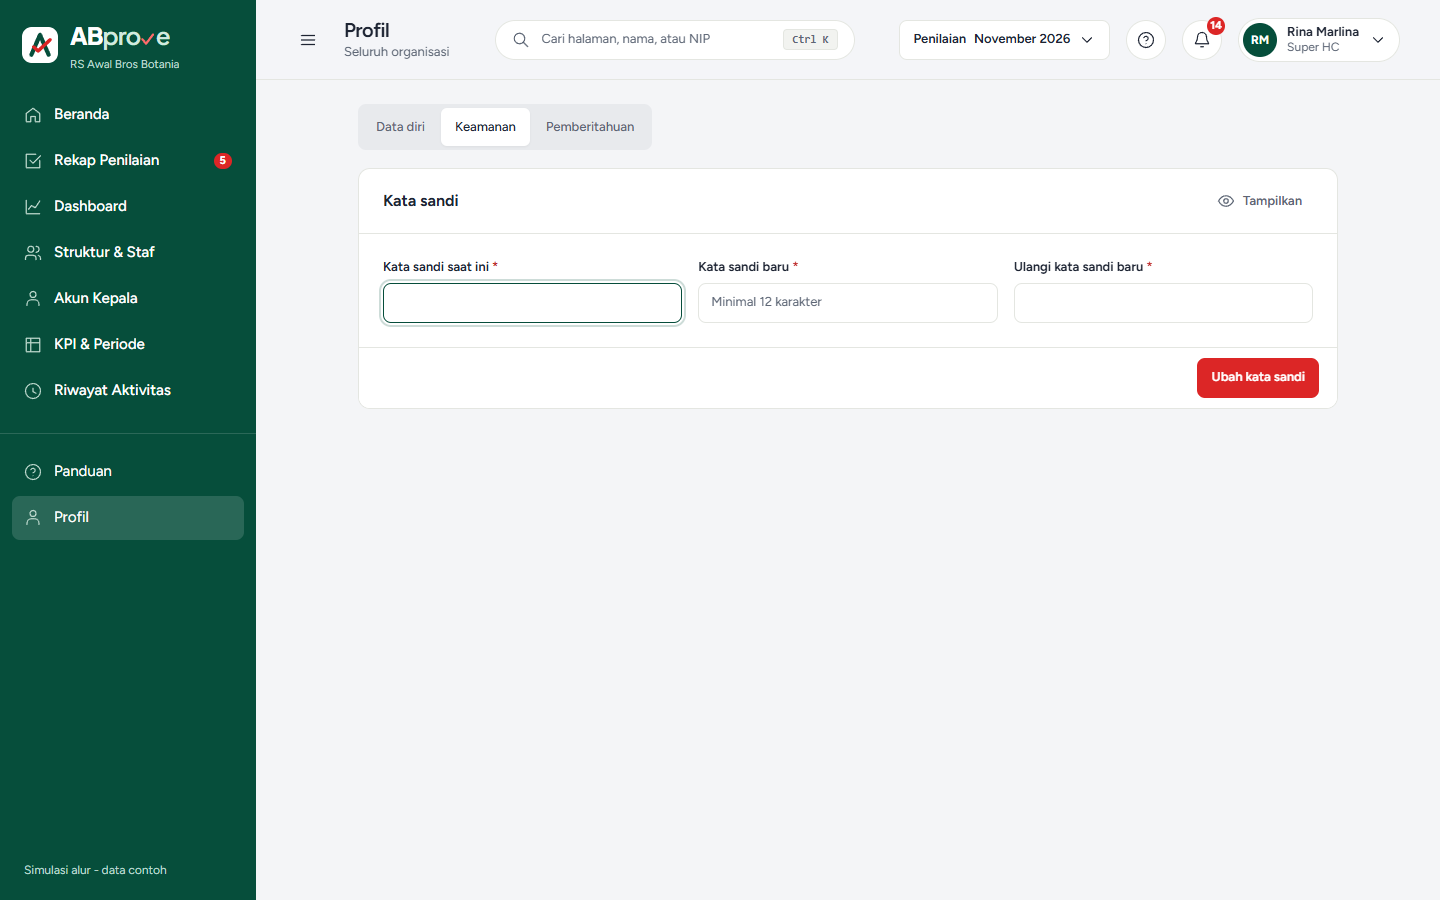 ABprove
RS Awal Bros Botania
Beranda
Rekap Penilaian 5
Dashboard
Struktur & Staf
Akun Kepala
KPI & Periode
Riwayat Aktivitas
Panduan
Profil
Simulasi alur - data contoh
Profil
Seluruh organisasi
Cari halaman, nama, atau NIP Ctrl K
Penilaian November 2026
14
RM
Rina Marlina
Super HC
Data diri Keamanan Pemberitahuan
Kata sandi Tampilkan
Kata sandi saat ini * Kata sandi baru * Ulangi kata sandi baru *
Minimal 12 karakter
Ubah kata sandi